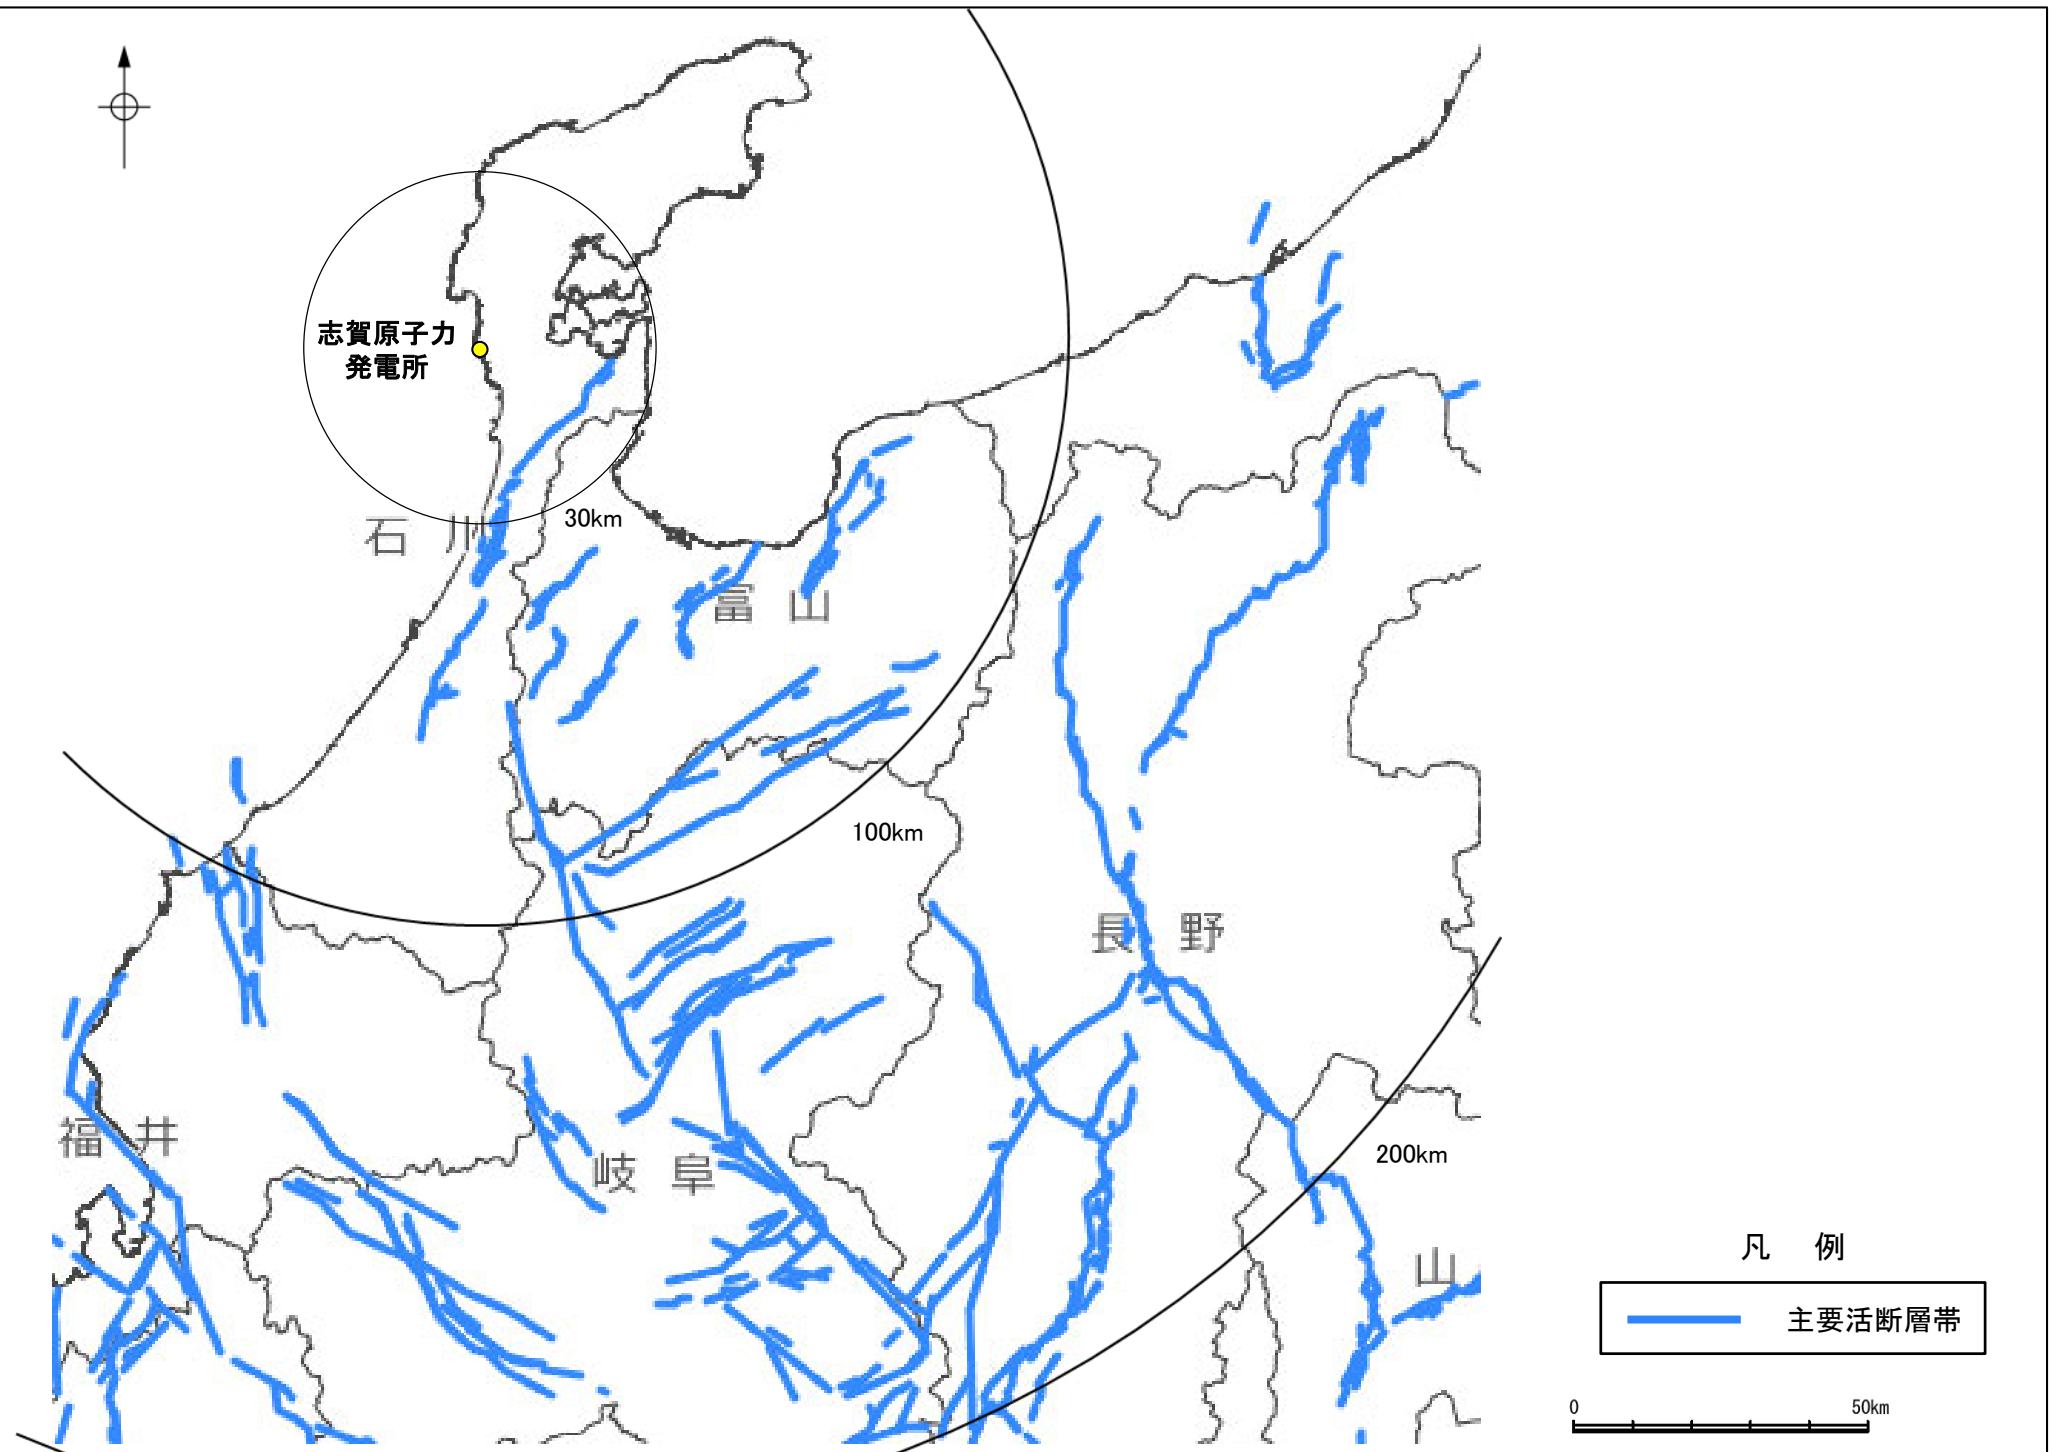 志賀原子力
発電所
30km
石川
富山
100km
長野
福井
岐阜
200km
山
凡 例
主要活断層帯
0 50km